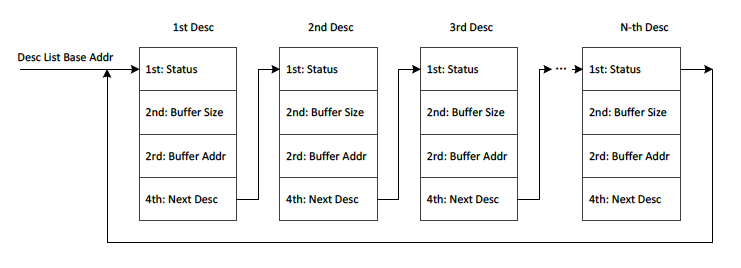 1st Desc 2nd Desc 3rd Desc N-th Desc
Desc List Base Addr
1st: Status 1st: Status 1st: Status ... 1st: Status
2nd: Buffer Size 2nd: Buffer Size 2nd: Buffer Size 2nd: Buffer Size
2rd: Buffer Addr 2rd: Buffer Addr 2rd: Buffer Addr 2rd: Buffer Addr
4th: Next Desc 4th: Next Desc 4th: Next Desc 4th: Next Desc